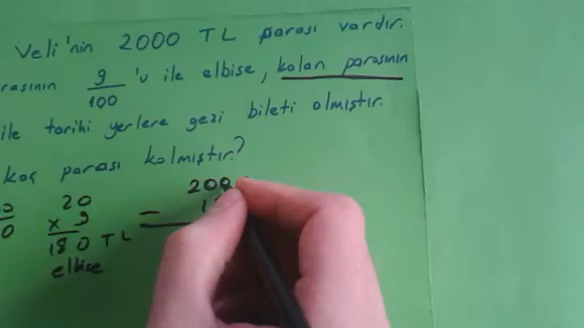 Veli'nin 2000 TL parası vardır.
rasının 9/100 'u ile elbise, kalan parasının
ile tarihi yerlere gezi bileti almıştır.
kaç parası kalmıştır?
20
x 9
180 TL
elbise
200